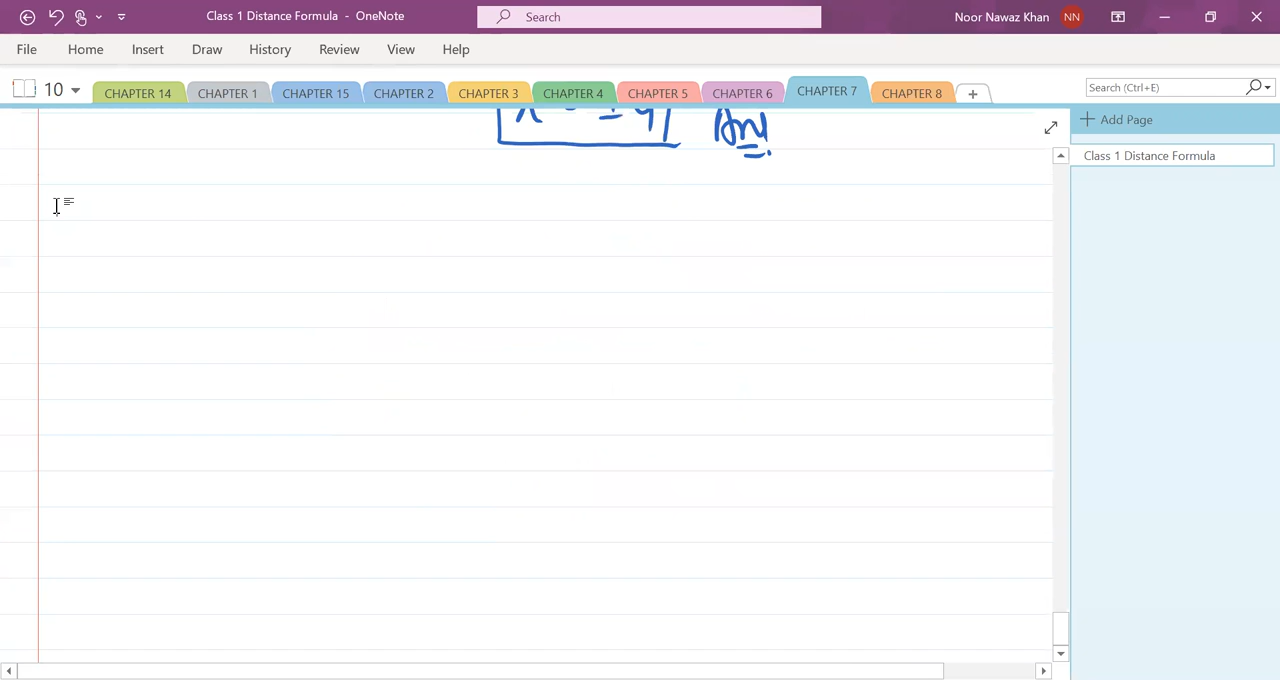 Class 1 Distance Formula - OneNote
Search
Noor Nawaz Khan NN
File Home Insert Draw History Review View Help
10 CHAPTER 14 CHAPTER 1 CHAPTER 15 CHAPTER 2 CHAPTER 3 CHAPTER 4 CHAPTER 5 CHAPTER 6 CHAPTER 7 CHAPTER 8 +
Search (Ctrl+E)
Ans.
Add Page
Class 1 Distance Formula